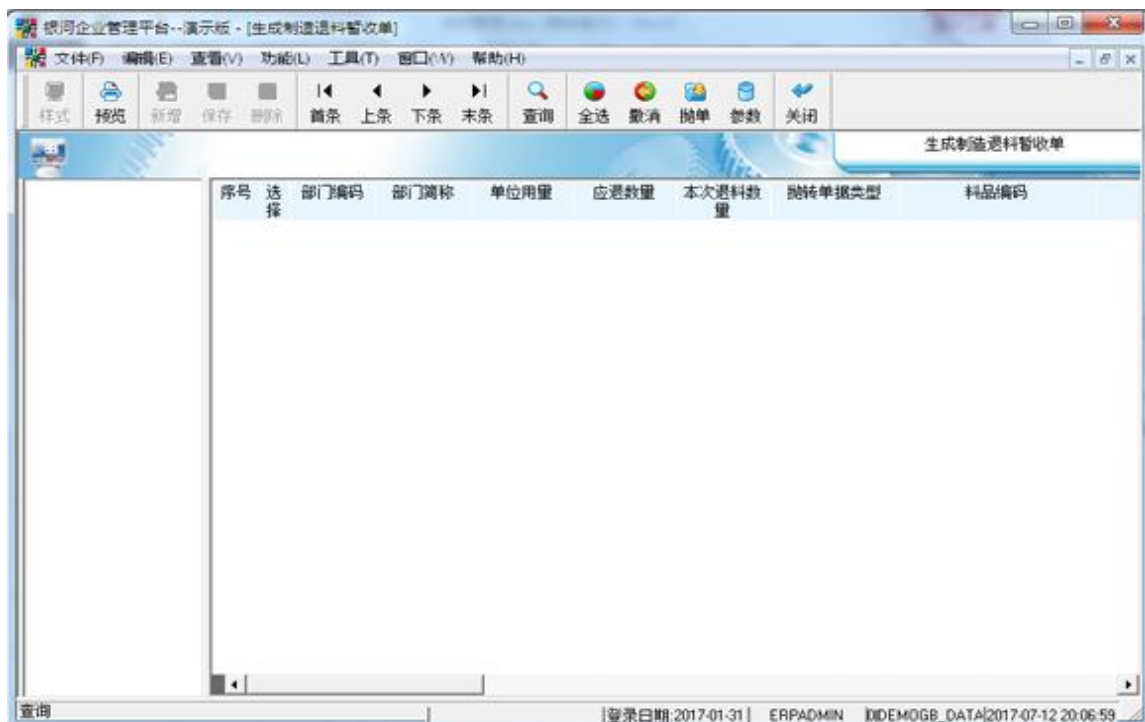 银河企业管理平台--演示版 - [生成制造退料暂收单]
文件(F) 编辑(E) 查看(V) 功能(L) 工具(T) 窗口(W) 帮助(H)
样式 预览 新增 保存 删除 首条 上条 下条 末条 查询 全选 撤消 抛单 参数 关闭
生成制造退料暂收单
序号 选择 部门编码 部门简称 单位用量 应退数量 本次退料数量 抛转单据类型 料品编码
查询 登录日期:2017-01-31 ERPADMIN DIDEMOGB_DATA 2017-07-12 20:06:59